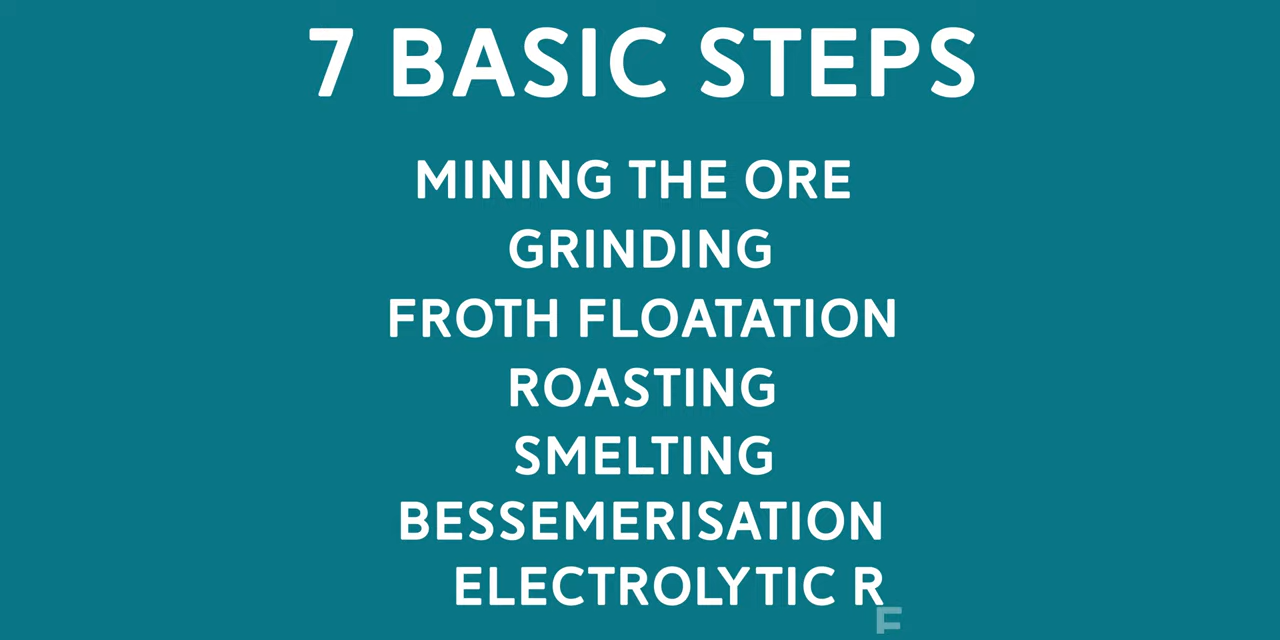 7 BASIC STEPS
MINING THE ORE
GRINDING
FROTH FLOATATION
ROASTING
SMELTING
BESSEMERISATION
ELECTROLYTIC R